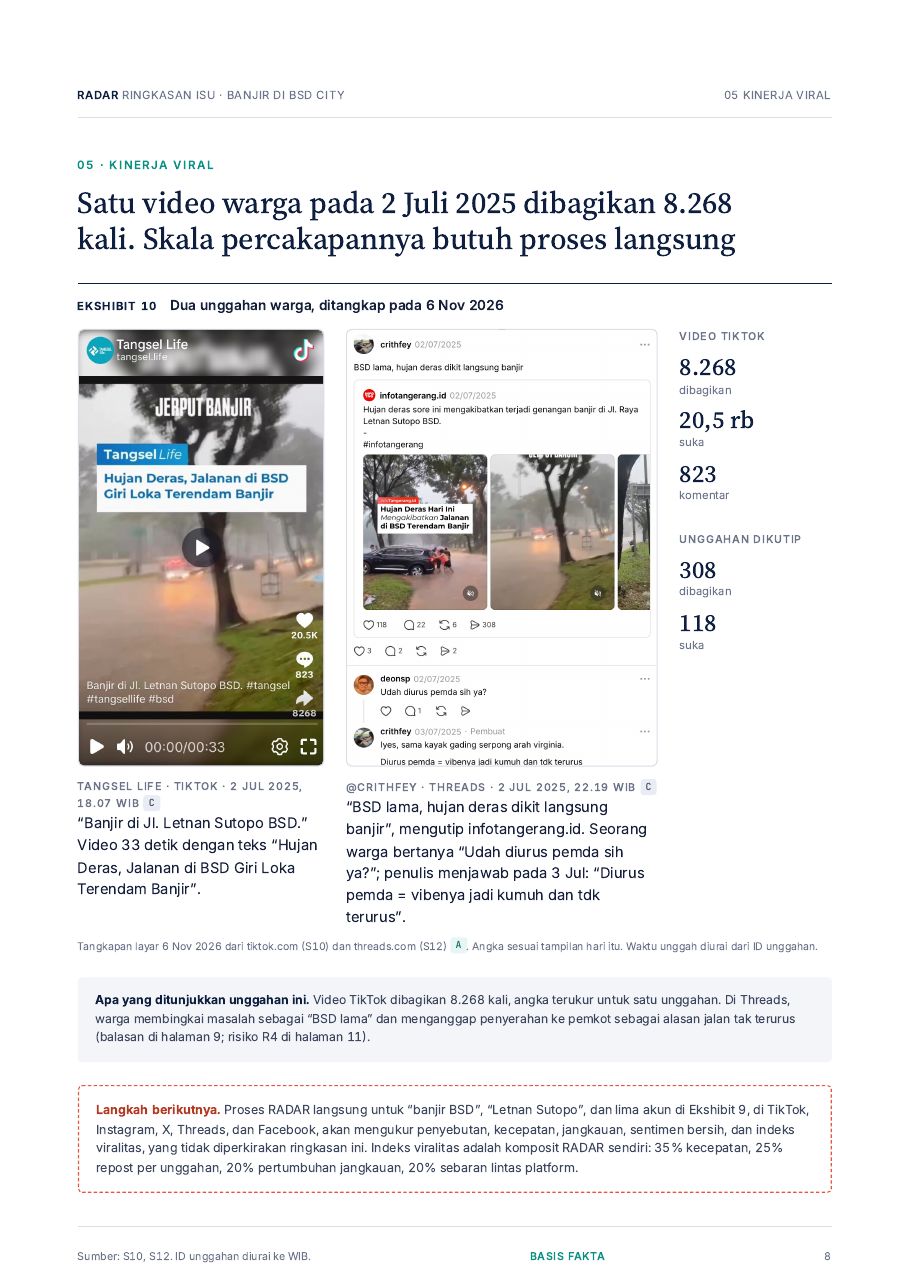 RADAR RINGKASAN ISU · BANJIR DI BSD CITY
05 KINERJA VIRAL
05 · KINERJA VIRAL
Satu video warga pada 2 Juli 2025 dibagikan 8.268
kali. Skala percakapannya butuh proses langsung
EKSHIBIT 10 Dua unggahan warga, ditangkap pada 6 Nov 2026
Tangsel Life
tangsel.life
JERPUT BANJIR
Tangsel Life
Hujan Deras, Jalanan di BSD
Giri Loka Terendam Banjir
20.5K
823
Banjir di Jl. Letnan Sutopo BSD. #tangsel
#tangsellife #bsd
8268
00:00/00:33
crithfey 02/07/2025
BSD lama, hujan deras dikit langsung banjir
infotangerang.id 02/07/2025
Hujan deras sore ini mengakibatkan terjadi genangan banjir di Jl. Raya
Letnan Sutopo BSD.
-
#infotangerang
Hujan Deras Hari Ini
Mengakibatkan Jalanan
di BSD Terendam Banjir
118 22 6 308
3 2 2
deonsp 02/07/2025
Udah diurus pemda sih ya?
1
crithfey 03/07/2025 · Pembuat
Iyes, sama kayak gading serpong arah virginia.
Diurus pemda = vibenya jadi kumuh dan tdk terurus
VIDEO TIKTOK
8.268
dibagikan
20,5 rb
suka
823
komentar
UNGGAHAN DIKUTIP
308
dibagikan
118
suka
TANGSEL LIFE · TIKTOK · 2 JUL 2025,
18.07 WIB C
“Banjir di Jl. Letnan Sutopo BSD.”
Video 33 detik dengan teks “Hujan
Deras, Jalanan di BSD Giri Loka
Terendam Banjir”.
@CRITHFEY · THREADS · 2 JUL 2025, 22.19 WIB C
“BSD lama, hujan deras dikit langsung
banjir”, mengutip infotangerang.id. Seorang
warga bertanya “Udah diurus pemda sih
ya?”; penulis menjawab pada 3 Jul: “Diurus
pemda = vibenya jadi kumuh dan tdk
terurus”.
Tangkapan layar 6 Nov 2026 dari tiktok.com (S10) dan threads.com (S12) A. Angka sesuai tampilan hari itu. Waktu unggah diurai dari ID unggahan.
Apa yang ditunjukkan unggahan ini. Video TikTok dibagikan 8.268 kali, angka terukur untuk satu unggahan. Di Threads,
warga membingkai masalah sebagai “BSD lama” dan menganggap penyerahan ke pemkot sebagai alasan jalan tak terurus
(balasan di halaman 9; risiko R4 di halaman 11).
Langkah berikutnya. Proses RADAR langsung untuk “banjir BSD”, “Letnan Sutopo”, dan lima akun di Ekshibit 9, di TikTok,
Instagram, X, Threads, dan Facebook, akan mengukur penyebutan, kecepatan, jangkauan, sentimen bersih, dan indeks
viralitas, yang tidak diperkirakan ringkasan ini. Indeks viralitas adalah komposit RADAR sendiri: 35% kecepatan, 25%
repost per unggahan, 20% pertumbuhan jangkauan, 20% sebaran lintas platform.
Sumber: S10, S12. ID unggahan diurai ke WIB.
BASIS FAKTA
8